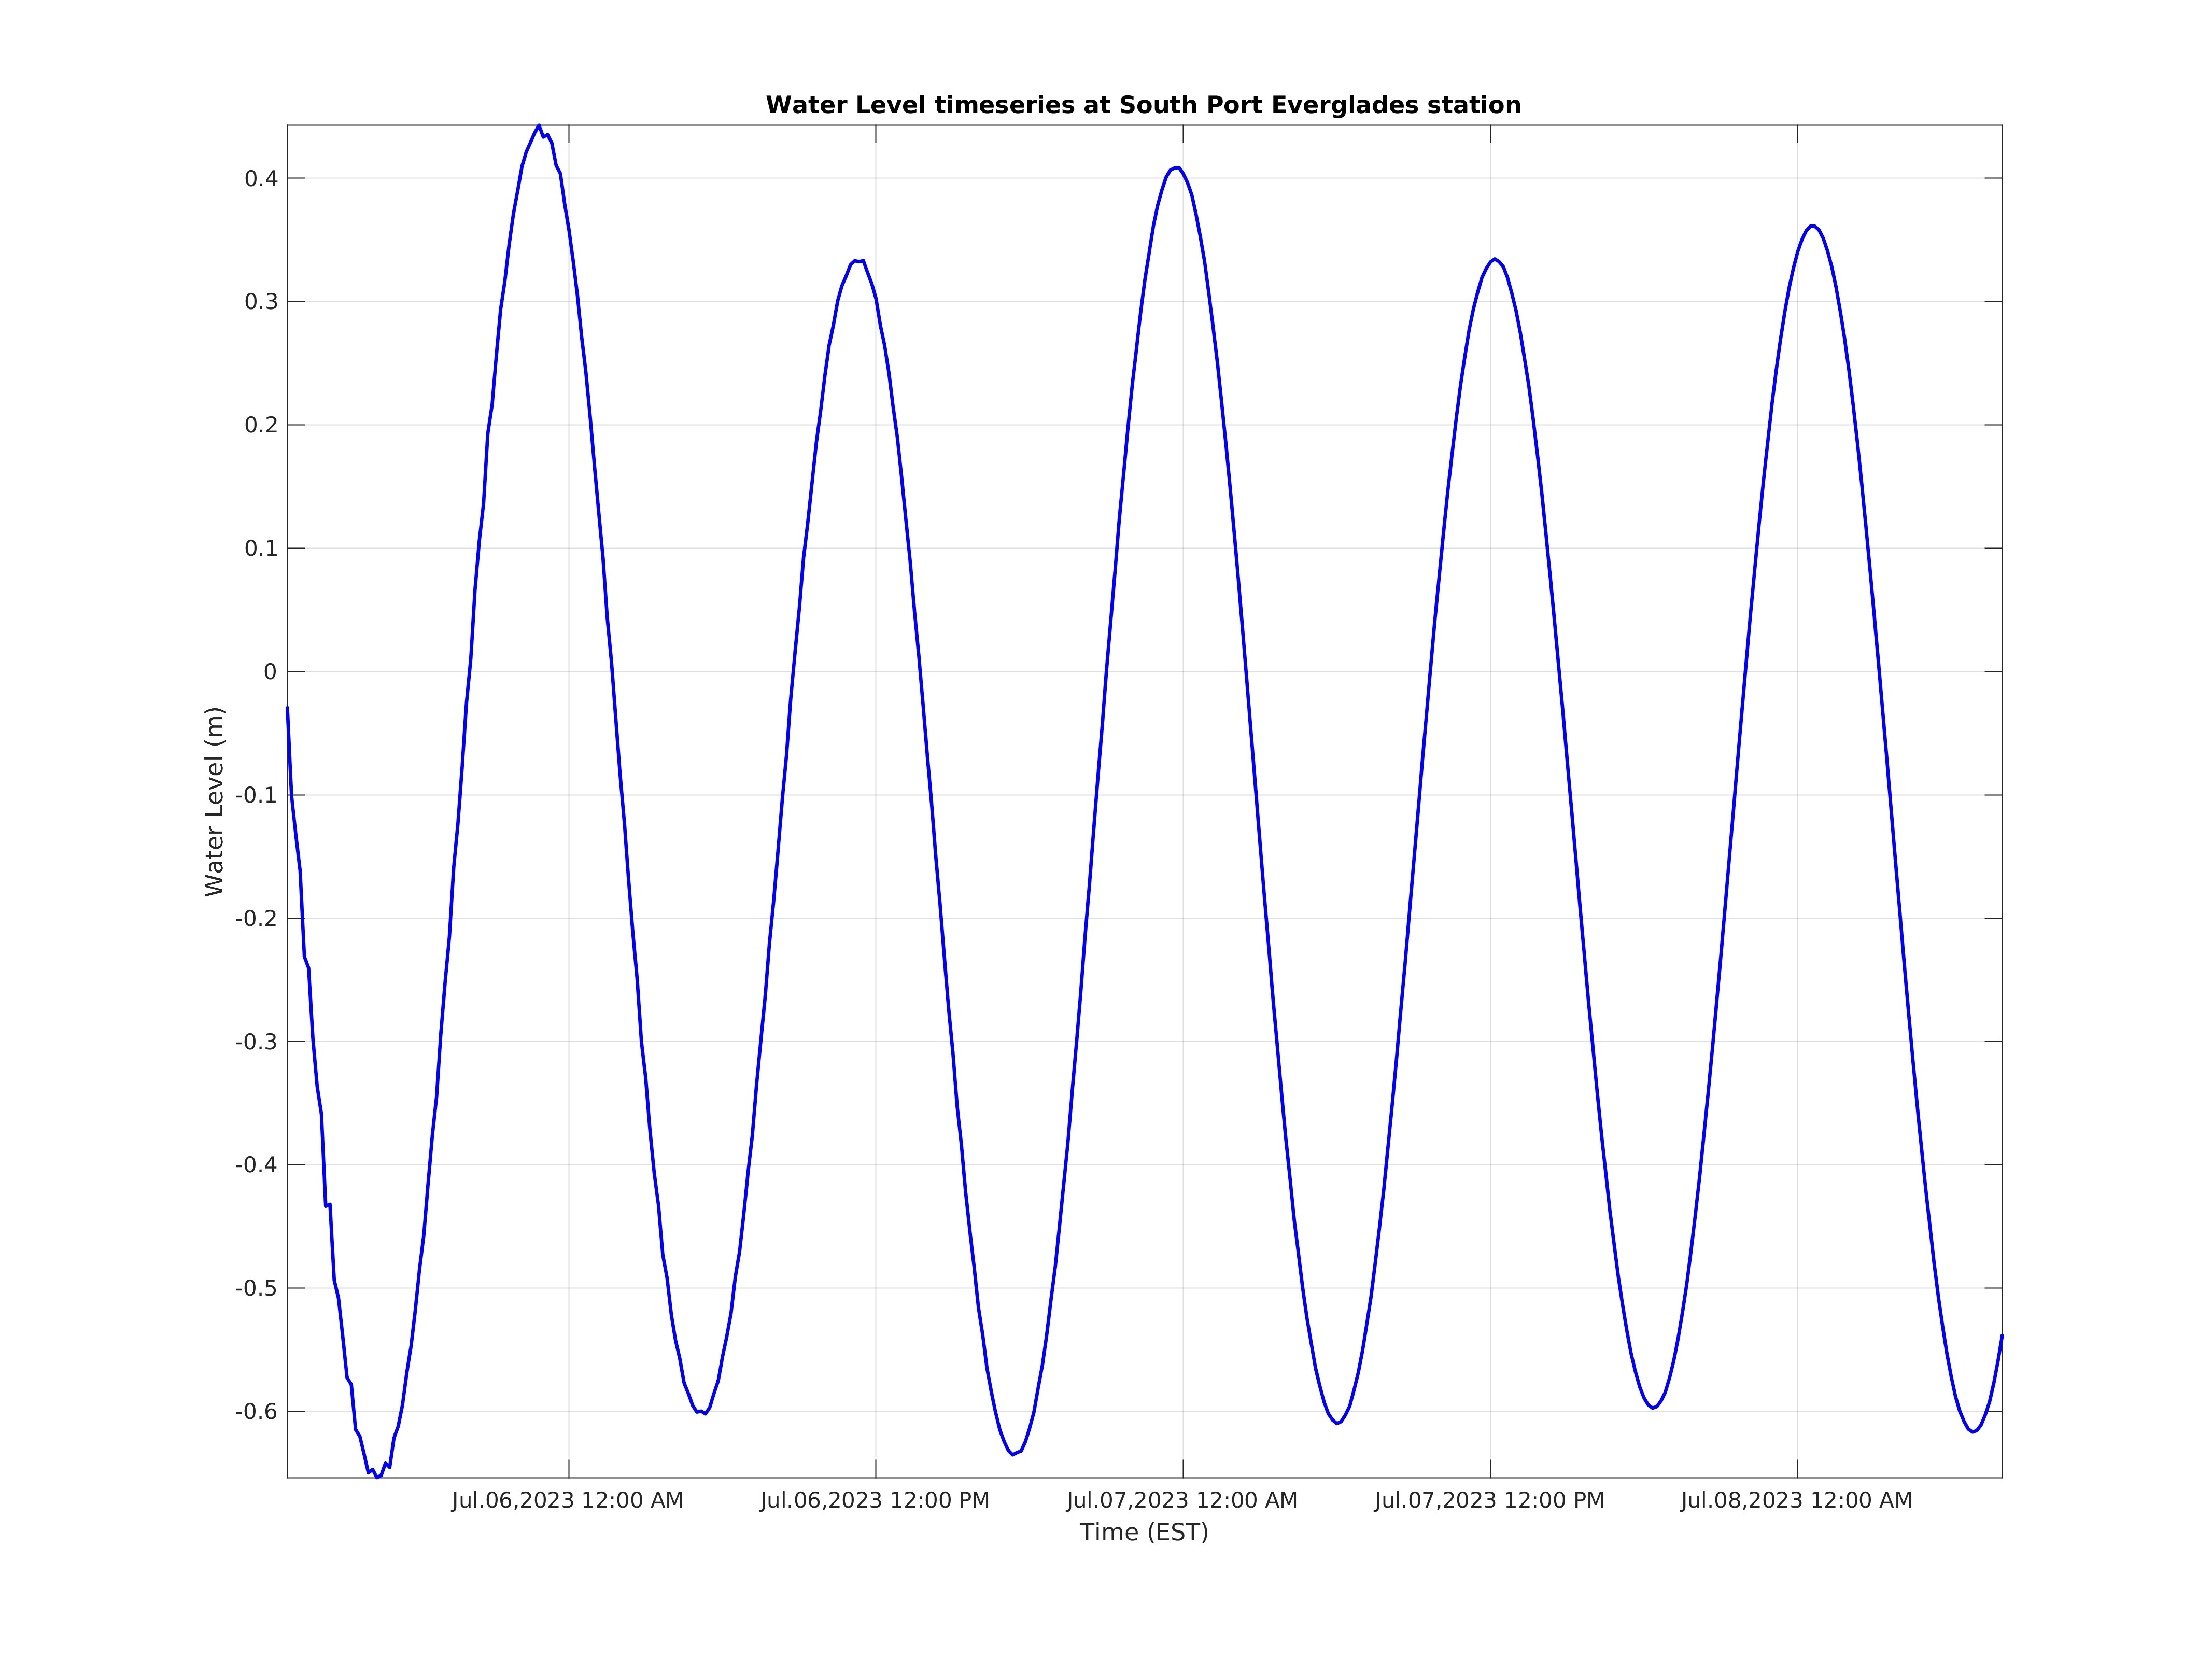 Water Level timeseries at South Port Everglades station
0.4
0.3
0.2
0.1
0
-0.1
-0.2
-0.3
-0.4
-0.5
-0.6
Water Level (m)
Jul.06,2023 12:00 AM
Jul.06,2023 12:00 PM
Jul.07,2023 12:00 AM
Jul.07,2023 12:00 PM
Jul.08,2023 12:00 AM
Time (EST)